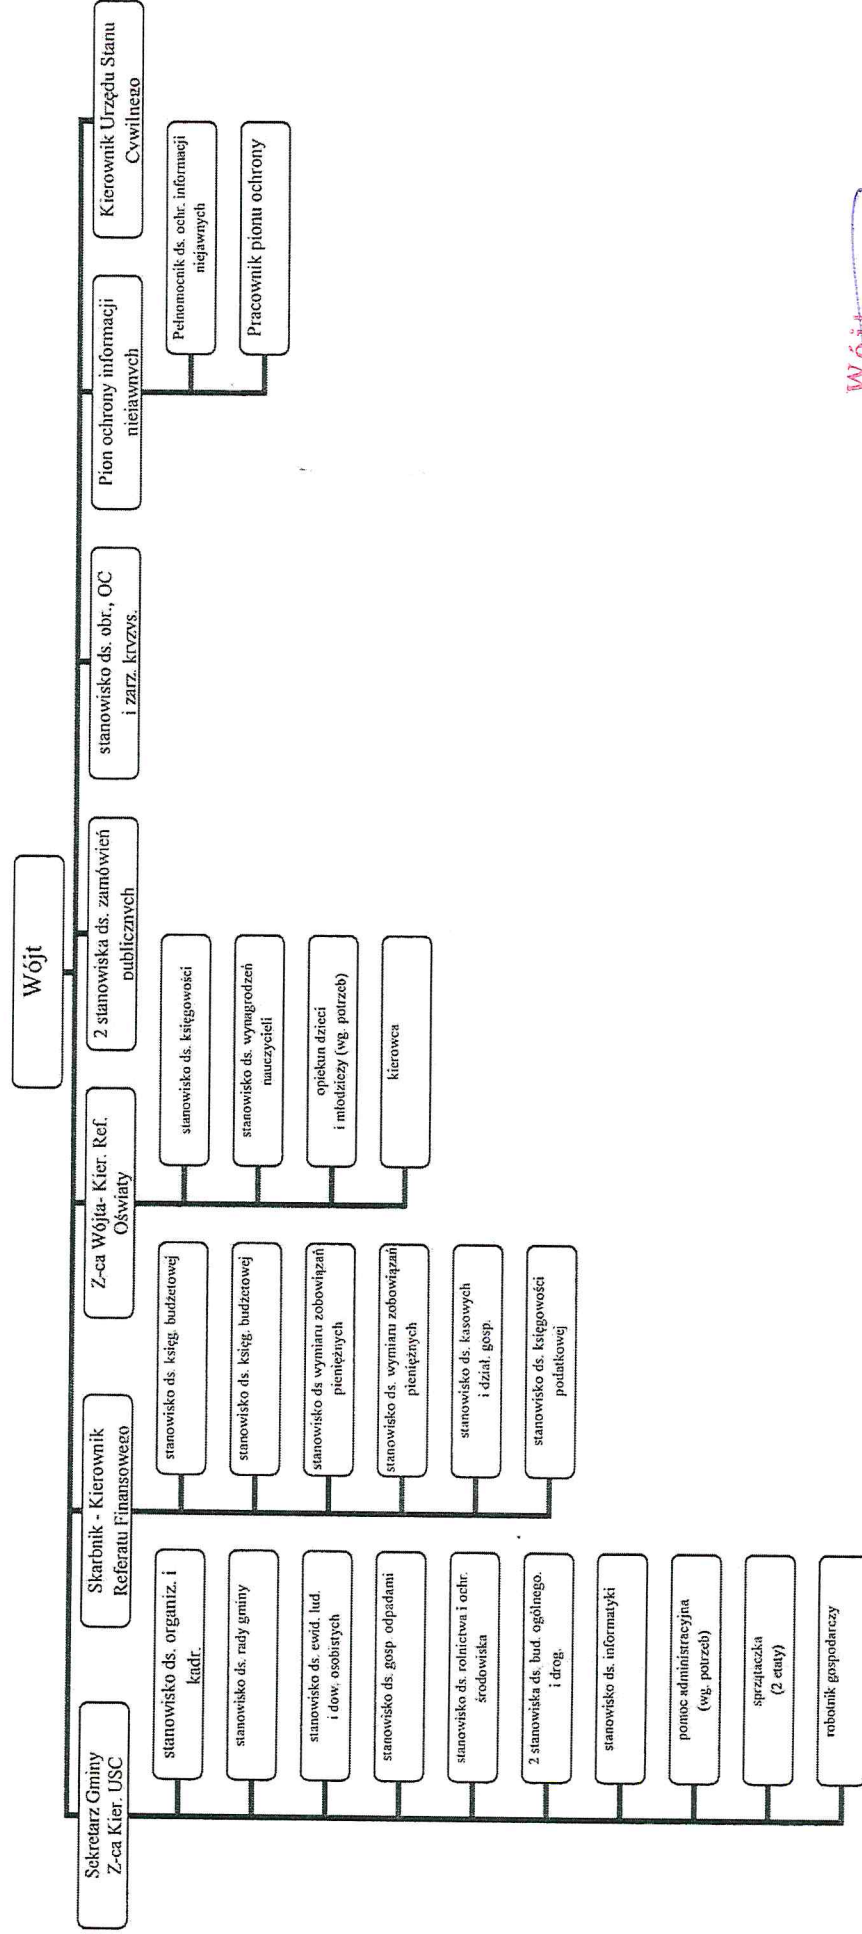 Wójt
Sekretarz Gminy
Z-ca Kier. USC
stanowisko ds. organiz. i
kadr.
stanowisko ds. rady gminy
stanowisko ds. ewid. lud.
i dow. osobistych
stanowisko ds. gosp. odpadami
stanowisko ds. rolnictwa i ochr.
środowiska
2 stanowiska ds. bud. ogólnego.
i drog.
stanowisko ds. informatyki
pomoc administracyjna
(wg. potrzeb)
sprzątaczka
(2 etaty)
robotnik gospodarczy
Skarbnik - Kierownik
Referatu Finansowego
stanowisko ds. księg. budżetowej
stanowisko ds. księg. budżetowej
stanowisko ds wymiaru zobowiązań
pieniężnych
stanowisko ds. wymiaru zobowiązań
pieniężnych
stanowisko ds. kasowych
i dział. gosp.
stanowisko ds. księgowości
podatkowej
Z-ca Wójta- Kier. Ref.
Oświaty
stanowisko ds. księgowości
stanowisko ds. wynagrodzeń
nauczycieli
opiekun dzieci
i młodzieży (wg. potrzeb)
kierowca
2 stanowiska ds. zamówień
publicznych
stanowisko ds. obr., OC
i zarz. kryzys.
Pion ochrony informacji
niejawnych
Pełnomocnik ds. ochr. informacji
niejawnych
Pracownik pionu ochrony
Kierownik Urzędu Stanu
Cywilnego
Wójt